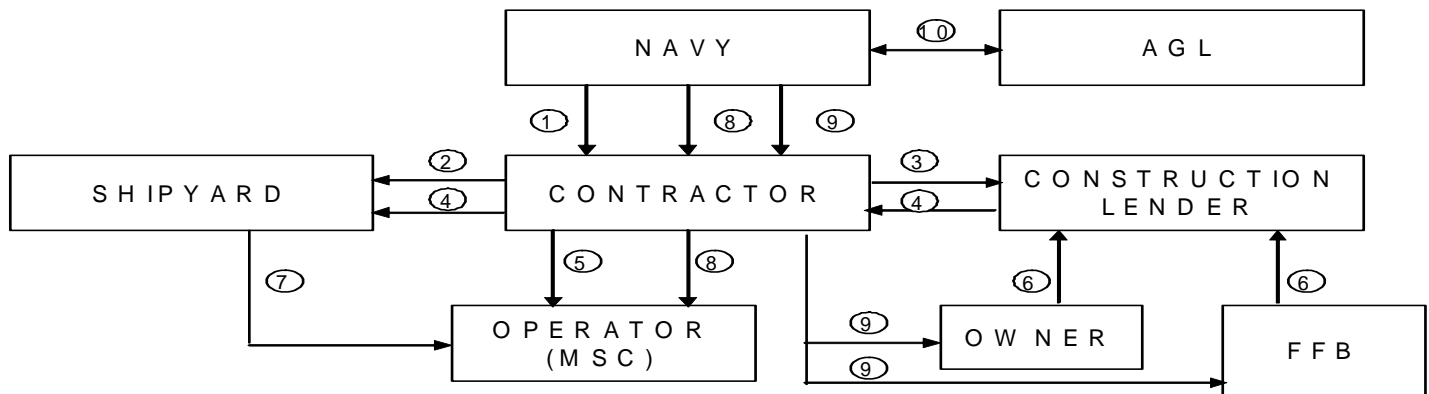 NAVY
10
AGL
1
8
9
SHIPYARD
2
4
CONTRACTOR
3
4
CONSTRUCTION
LENDER
7
5
8
6
6
OPERATOR
(MSC)
9
OWNER
9
FFB